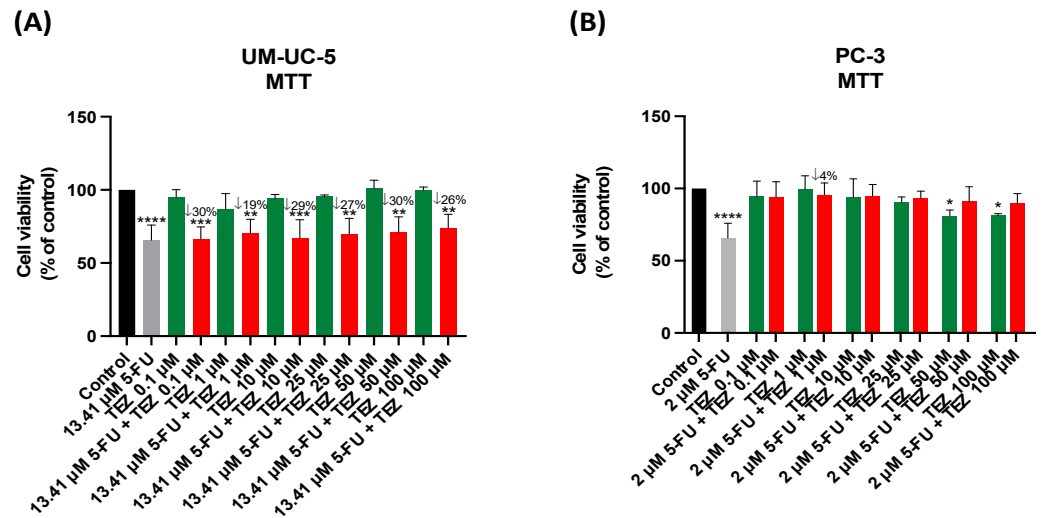 (A)
UM-UC-5
MTT
Cell viability
(% of control)
150
100
50
0
****
↓30%
***
↓19%
**
↓29%
***
↓27%
**
↓30%
**
↓26%
**
Control
13.41 µM 5-FU
TEZ 0.1 µM
13.41 µM 5-FU + TEZ 0.1 µM
TEZ 1 µM
13.41 µM 5-FU + TEZ 1 µM
TEZ 10 µM
13.41 µM 5-FU + TEZ 10 µM
TEZ 25 µM
13.41 µM 5-FU + TEZ 25 µM
TEZ 50 µM
13.41 µM 5-FU + TEZ 50 µM
TEZ 100 µM
13.41 µM 5-FU + TEZ 100 µM
(B)
PC-3
MTT
Cell viability
(% of control)
150
100
50
0
****
↓4%
*
*
Control
2 µM 5-FU
TEZ 0.1 µM
2 µM 5-FU + TEZ 0.1 µM
TEZ 1 µM
2 µM 5-FU + TEZ 1 µM
TEZ 10 µM
2 µM 5-FU + TEZ 10 µM
TEZ 25 µM
2 µM 5-FU + TEZ 25 µM
TEZ 50 µM
2 µM 5-FU + TEZ 50 µM
TEZ 100 µM
2 µM 5-FU + TEZ 100 µM